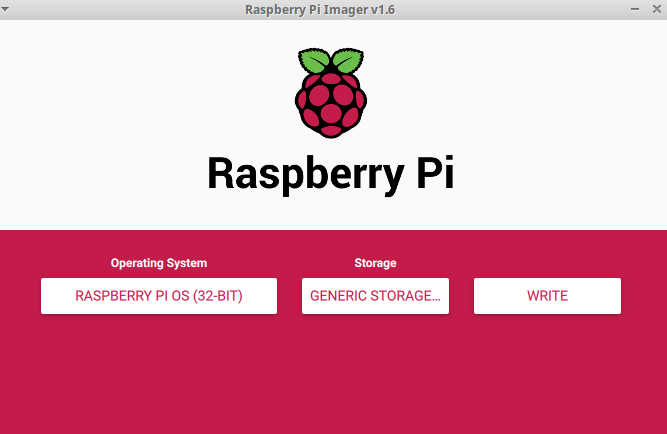 Raspberry Pi Imager v1.6
Raspberry Pi
Operating System
Storage
RASPBERRY PI OS (32-BIT)
GENERIC STORAGE...
WRITE